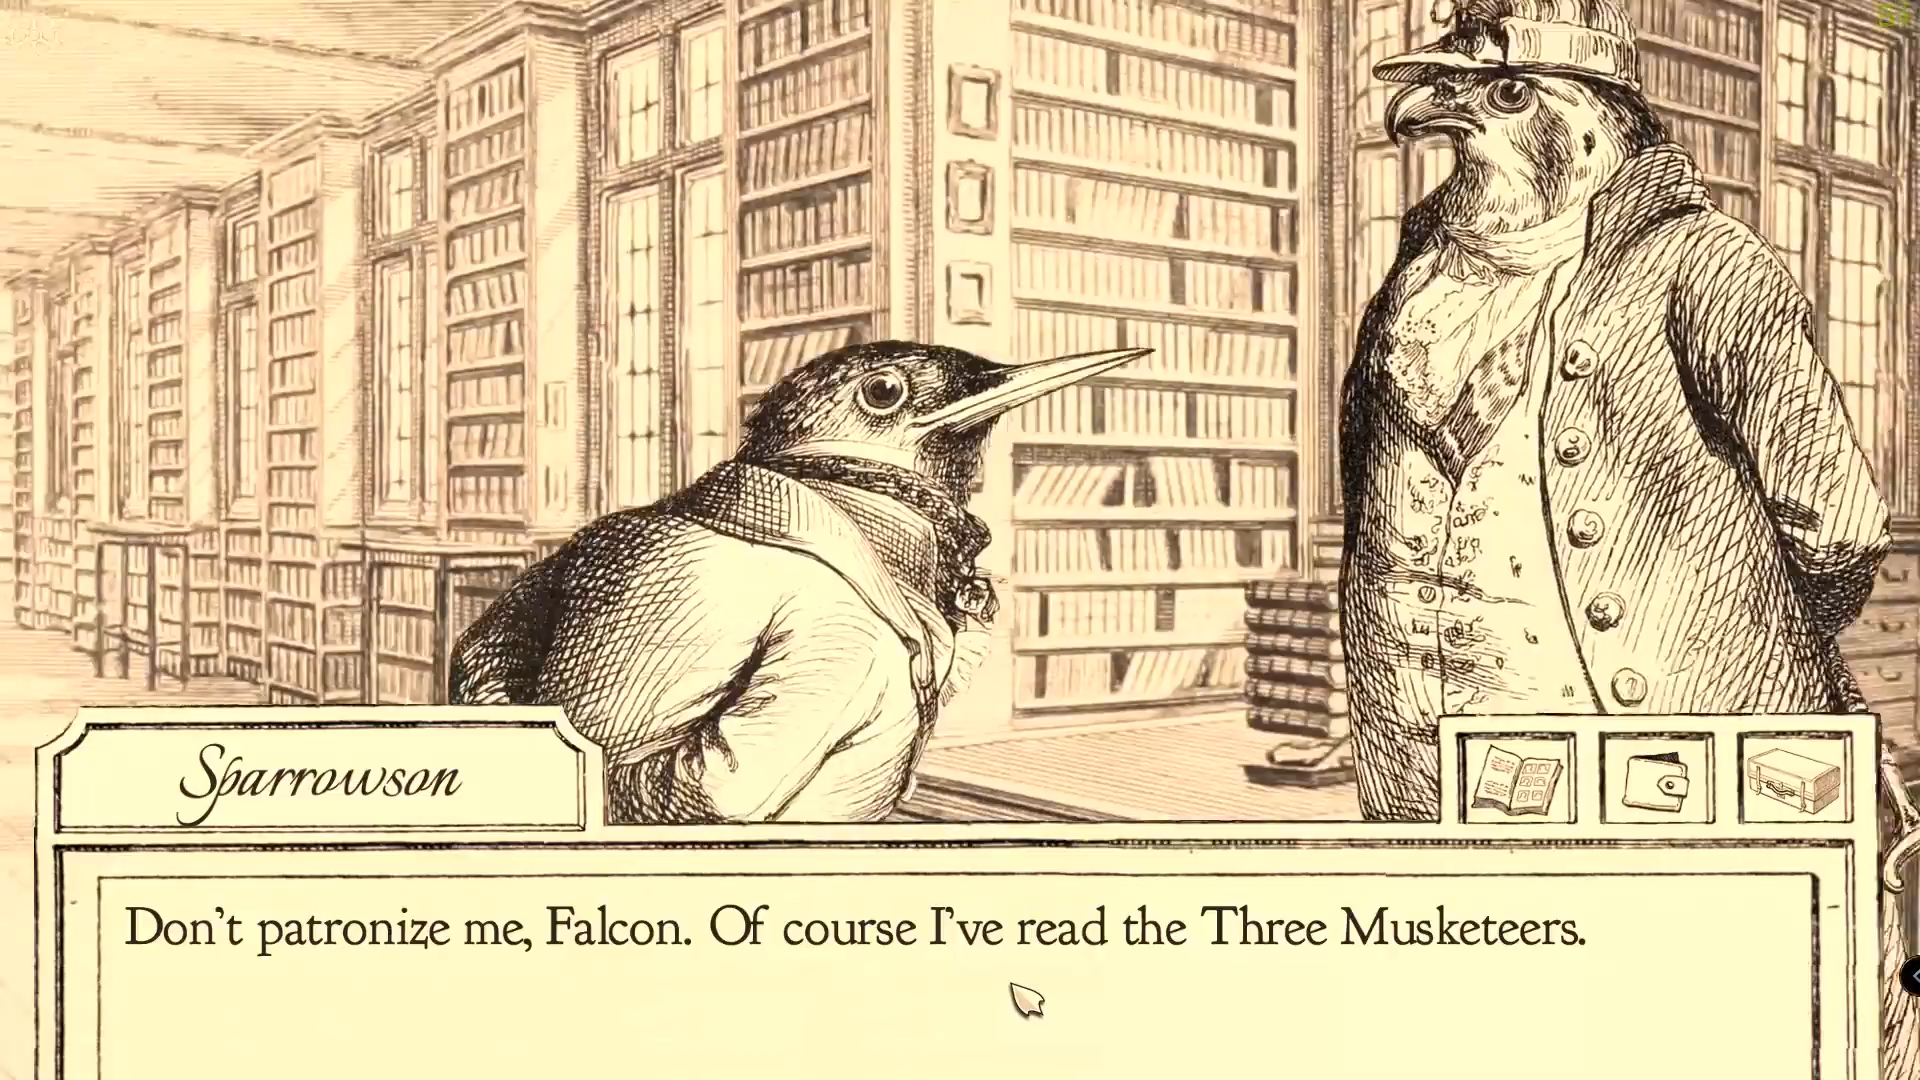 Sparrowson
Don't patronize me, Falcon. Of course I've read the Three Musketeers.